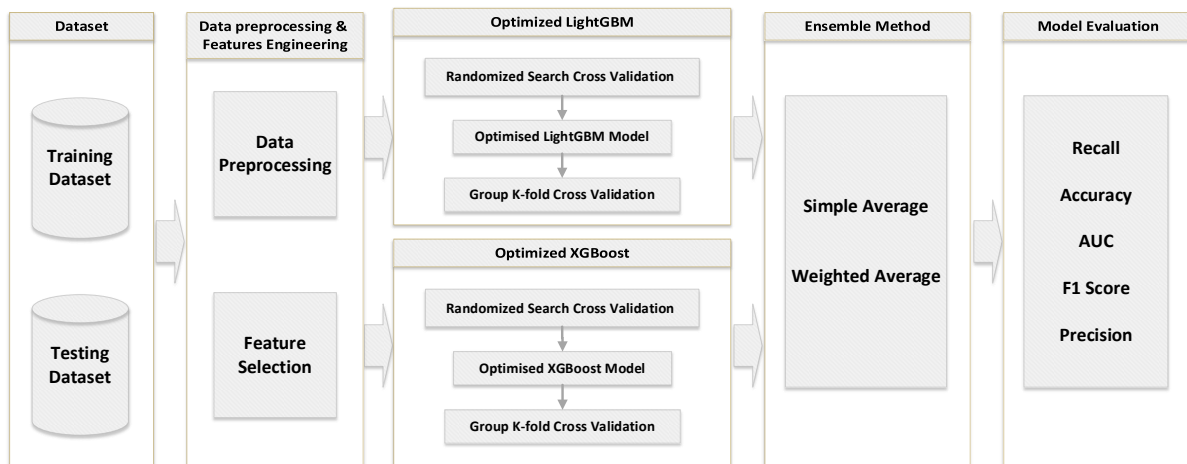 Dataset
Training
Dataset
Testing
Dataset
Data preprocessing &
Features Engineering
Data
Preprocessing
Feature
Selection
Optimized LightGBM
Randomized Search Cross Validation
Optimised LightGBM Model
Group K-fold Cross Validation
Optimized XGBoost
Randomized Search Cross Validation
Optimised XGBoost Model
Group K-fold Cross Validation
Ensemble Method
Simple Average
Weighted Average
Model Evaluation
Recall
Accuracy
AUC
F1 Score
Precision